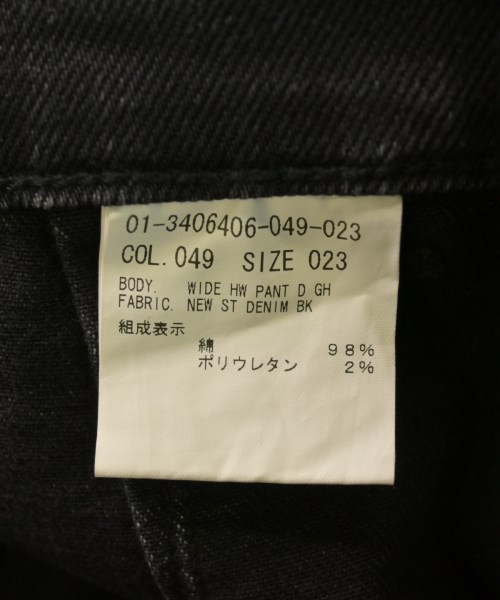 01-3406406-049-023
COL. 049 SIZE 023
BODY. WIDE HW PANT D GH
FABRIC. NEW ST DENIM BK
組成表示
綿 98%
ポリウレタン 2%